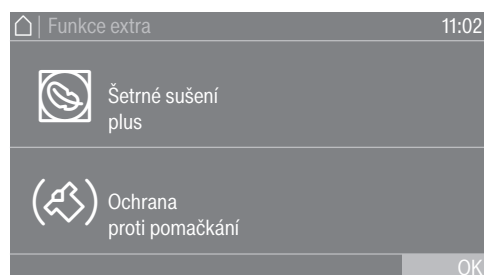 | Funkce extra 11:02
Šetrné sušení
plus
Ochrana
proti pomačkání
OK